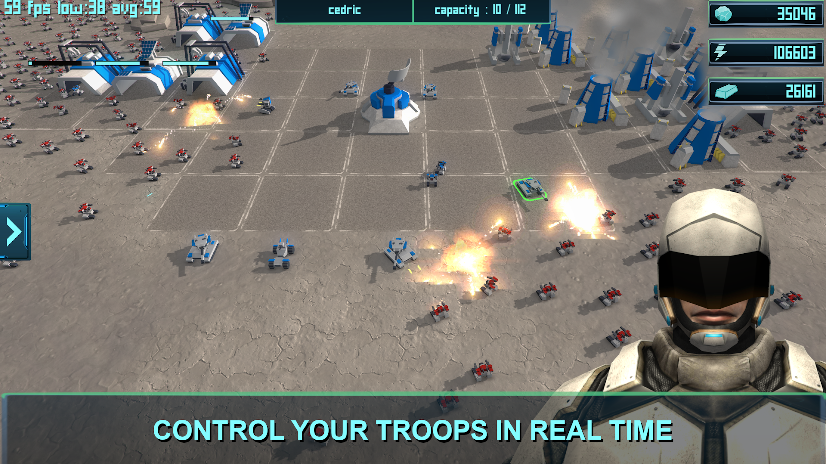 59 fps low:38 avg:59
cedric
capacity : 10 / 112
35046
106603
26161
CONTROL YOUR TROOPS IN REAL TIME